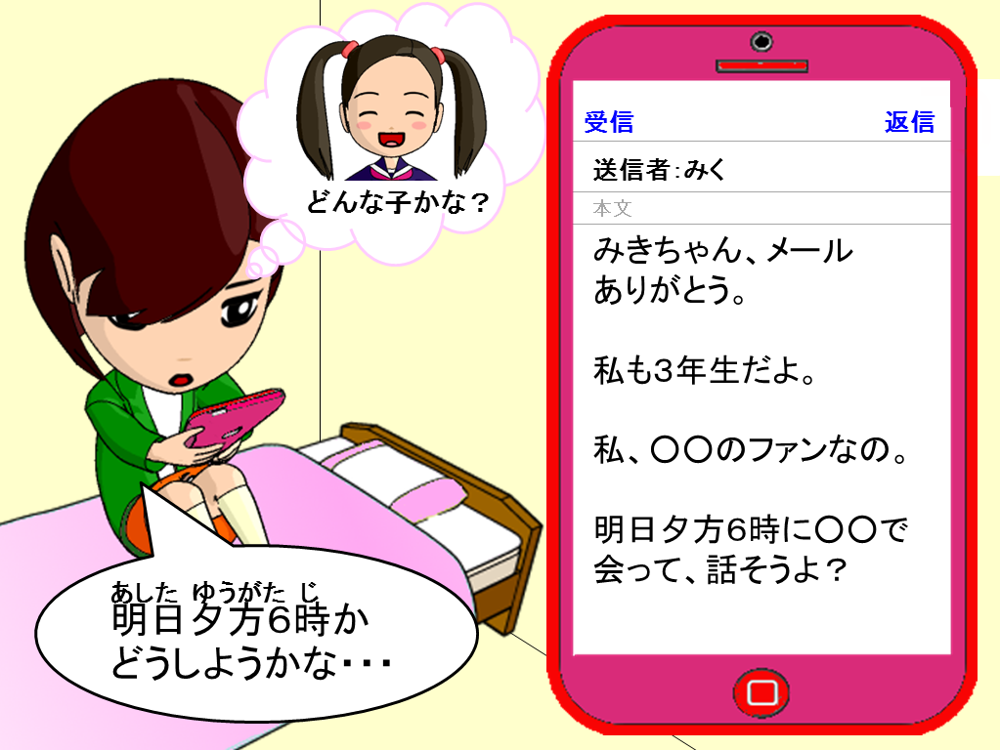 どんな子かな？
受信 返信
送信者：みく
本文
みきちゃん、メール
ありがとう。
私も３年生だよ。
私、〇〇のファンなの。
明日夕方６時に〇〇で
会って、話そうよ？
あした ゆうがた じ
明日夕方６時か
どうしようかな・・・